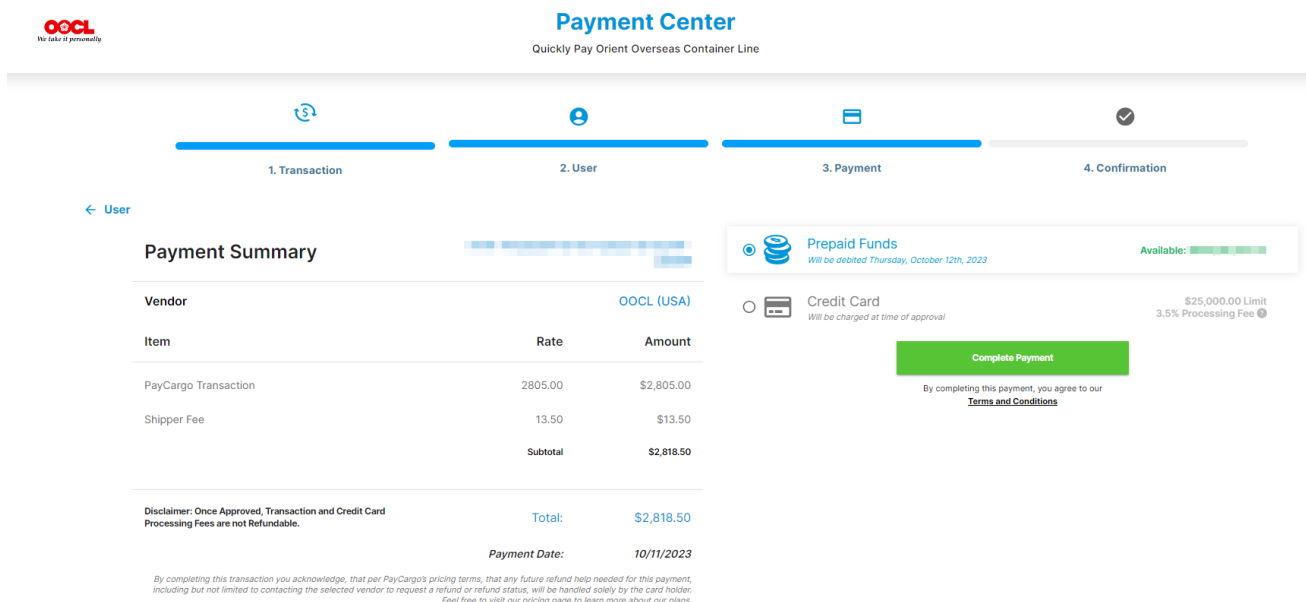 OOCL
We take it personally
Payment Center
Quickly Pay Orient Overseas Container Line
1. Transaction
2. User
3. Payment
4. Confirmation
← User
Payment Summary
Vendor OOCL (USA)
Item Rate Amount
PayCargo Transaction 2805.00 $2,805.00
Shipper Fee 13.50 $13.50
Subtotal $2,818.50
Disclaimer: Once Approved, Transaction and Credit Card
Processing Fees are not Refundable.
Total: $2,818.50
Payment Date: 10/11/2023
By completing this transaction you acknowledge, that per PayCargo's pricing terms, that any future refund help needed for this payment,
including but not limited to contacting the selected vendor to request a refund or refund status, will be handled solely by the card holder.
Feel free to visit our pricing page to learn more about our plans.
Prepaid Funds
Will be debited Thursday, October 12th, 2023
Available:
Credit Card
Will be charged at time of approval
$25,000.00 Limit
3.5% Processing Fee ?
Complete Payment
By completing this payment, you agree to our
Terms and Conditions